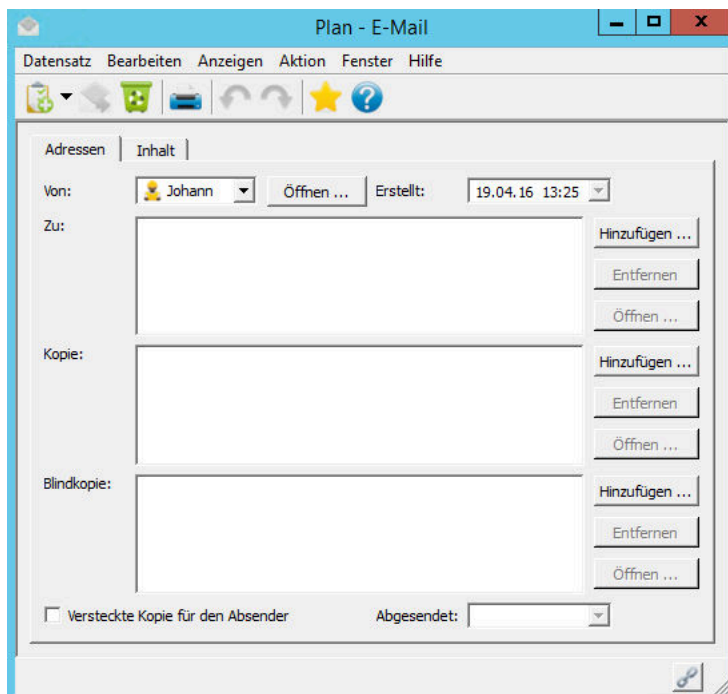 Plan - E-Mail
Datensatz Bearbeiten Anzeigen Aktion Fenster Hilfe
Adressen Inhalt
Von: Johann Öffnen ... Erstellt: 19.04.16 13:25
Zu:
Hinzufügen ...
Entfernen
Öffnen ...
Kopie:
Hinzufügen ...
Entfernen
Öffnen ...
Blindkopie:
Hinzufügen ...
Entfernen
Öffnen ...
Versteckte Kopie für den Absender Abgesendet: